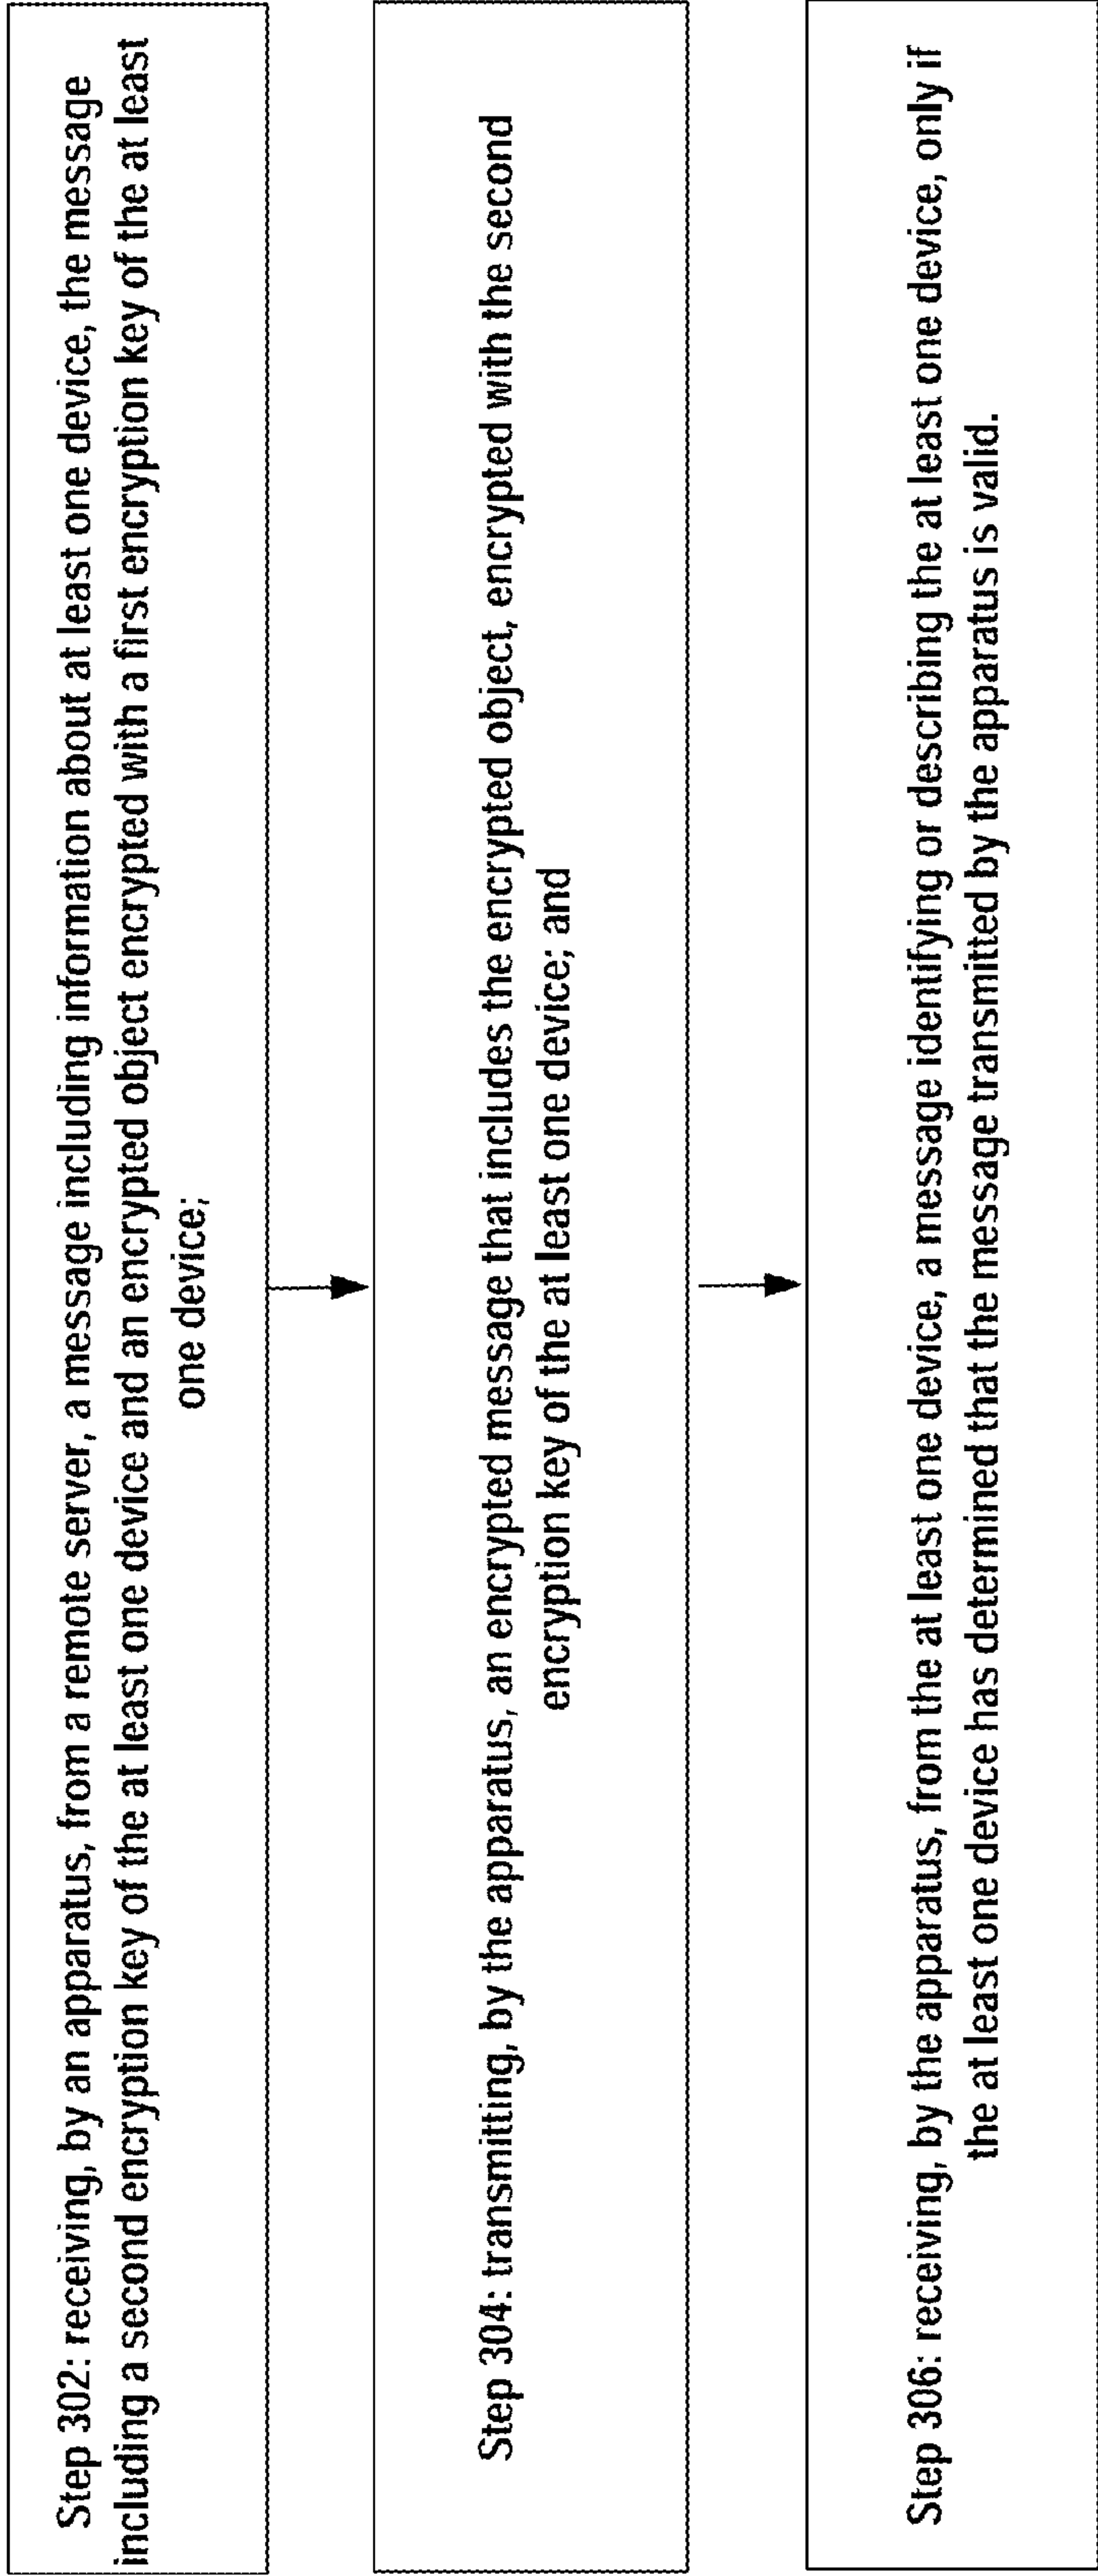 Step 302: receiving, by an apparatus, from a remote server, a message including information about at least one device, the message
including a second encryption key of the at least one device and an encrypted object encrypted with a first encryption key of the at least
one device;
Step 304: transmitting, by the apparatus, an encrypted message that includes the encrypted object, encrypted with the second
encryption key of the at least one device; and
Step 306: receiving, by the apparatus, from the at least one device, a message identifying or describing the at least one device, only if
the at least one device has determined that the message transmitted by the apparatus is valid.